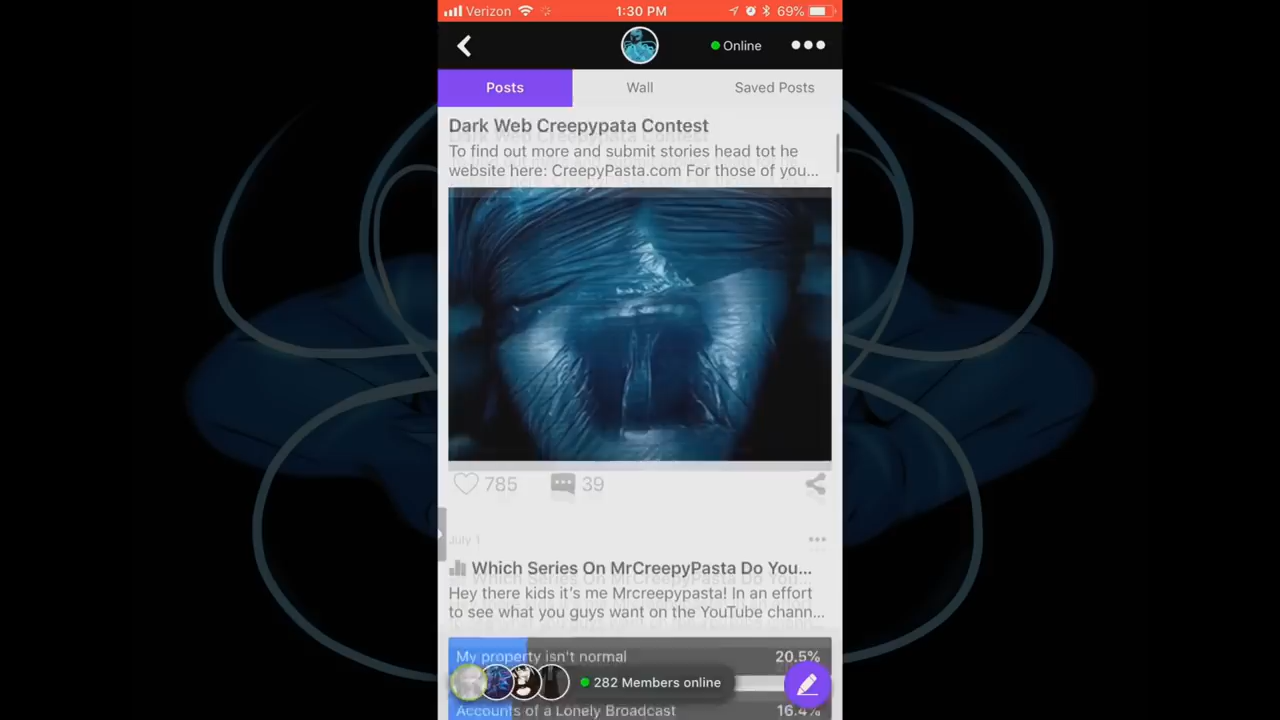 Verizon 1:30 PM 69%
Online
Posts Wall Saved Posts
Dark Web Creepypata Contest
To find out more and submit stories head tot he
website here: CreepyPasta.com For those of you...
785 39
July 1
Which Series On MrCreepyPasta Do You...
Hey there kids it's me Mrcreepypasta! In an effort
to see what you guys want on the YouTube chann...
My property isn't normal 20.5%
282 Members online
Accounts of a Lonely Broadcast 16.4%